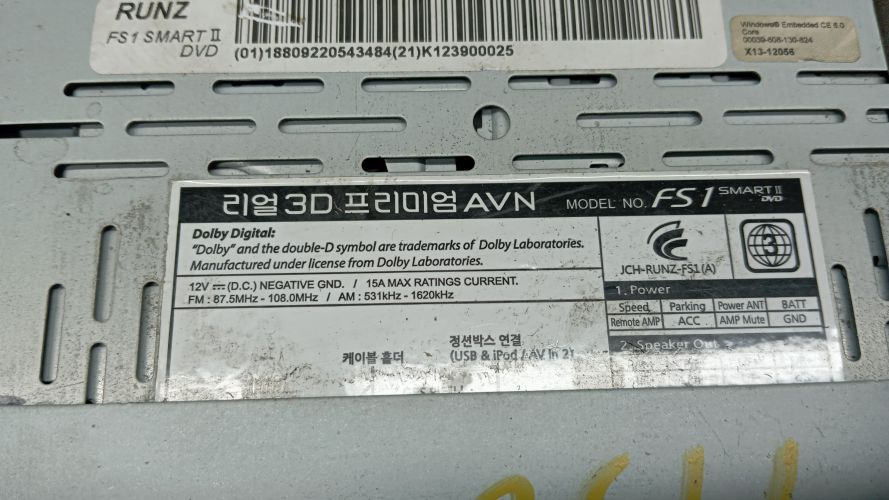 RUNZ
FS1 SMART II
DVD
(01)18809220543484(21)K123900025
Windows® Embedded CE 6.0
Core
00039-608-130-824
X13-12056
리얼 3D 프리미엄 AVN
MODEL NO. FS1 SMART II DVD
Dolby Digital:
"Dolby" and the double-D symbol are trademarks of Dolby Laboratories.
Manufactured under license from Dolby Laboratories.
12V (D.C.) NEGATIVE GND. / 15A MAX RATINGS CURRENT.
FM : 87.5MHz - 108.0MHz / AM : 531kHz - 1620kHz
JCH-RUNZ-FS1(A)
3
1. Power
Speed Parking Power ANT BATT
Remote AMP ACC AMP Mute GND
2. Speaker Out
케이블 홀더
정션박스 연결
(USB & iPod / AV In 2)